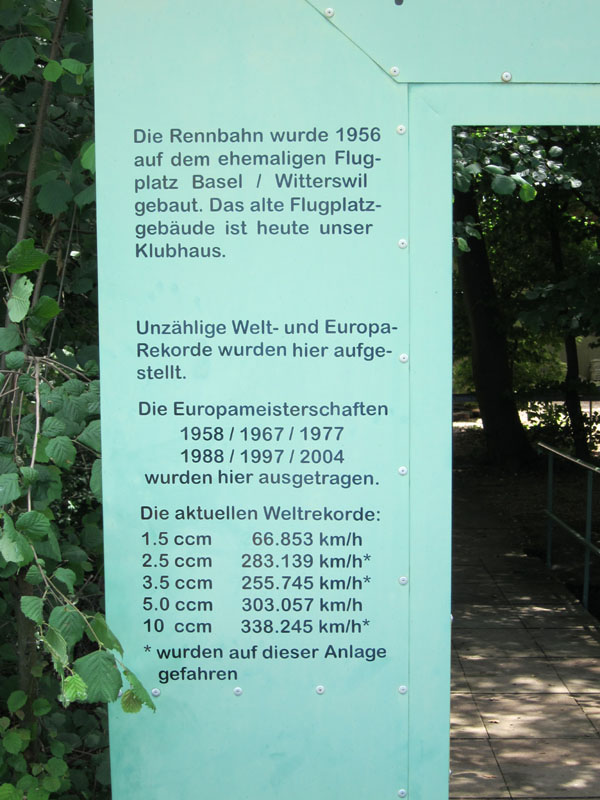 Die Rennbahn wurde 1956
auf dem ehemaligen Flug-
platz Basel / Witterswil
gebaut. Das alte Flugplatz-
gebäude ist heute unser
Klubhaus.
Unzählige Welt- und Europa-
Rekorde wurden hier aufge-
stellt.
Die Europameisterschaften
1958 / 1967 / 1977
1988 / 1997 / 2004
wurden hier ausgetragen.
Die aktuellen Weltrekorde:
1.5 ccm 66.853 km/h
2.5 ccm 283.139 km/h*
3.5 ccm 255.745 km/h*
5.0 ccm 303.057 km/h
10 ccm 338.245 km/h*
* wurden auf dieser Anlage
gefahren